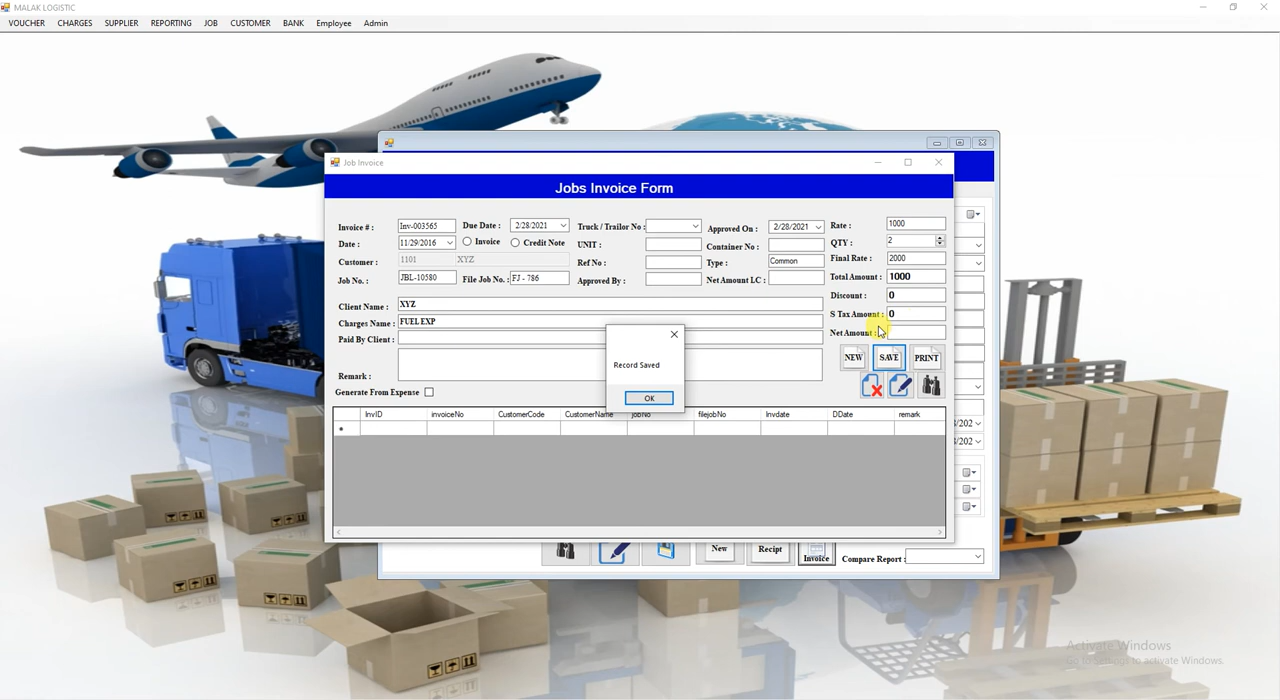 MALAK LOGISTIC
VOUCHER CHARGES SUPPLIER REPORTING JOB CUSTOMER BANK Employee Admin
Job Invoice
Jobs Invoice Form
Invoice # : Inv-003565 Due Date : 2/28/2021 Truck / Trailor No : Approved On : 2/28/2021 Rate : 1000
Date : 11/29/2016 Invoice Credit Note UNIT : Container No : QTY : 2
Customer : 1101 XYZ Ref No : Type : Common Final Rate : 2000
Job No. : JBL-10580 File Job No. : FJ - 786 Approved By : Net Amount LC : Total Amount : 1000
Discount : 0
Client Name : XYZ
S Tax Amount : 0
Charges Name : FUEL EXP
Net Amount :
Paid By Client :
NEW SAVE PRINT
Record Saved
Remark :
Generate From Expense
OK
InvID invoiceNo CustomerCode CustomerName jobNo filejobNo Invdate DDate remark
*
/202
/202
New Recipt Invoice Compare Report :
Activate Windows
Go to Settings to activate Windows.